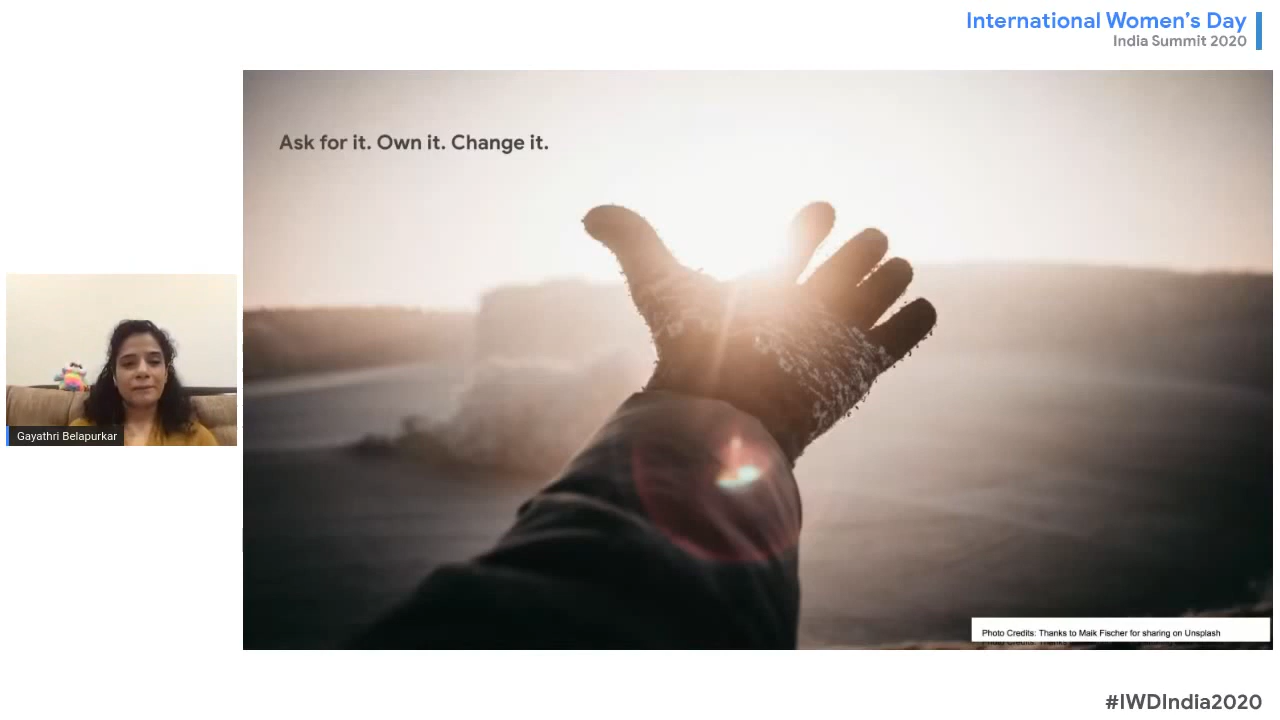 International Women's Day
India Summit 2020
Ask for it. Own it. Change it.
Gayathri Belapurkar
Photo Credits: Thanks to Maik Fischer for sharing on Unsplash
#IWDIndia2020